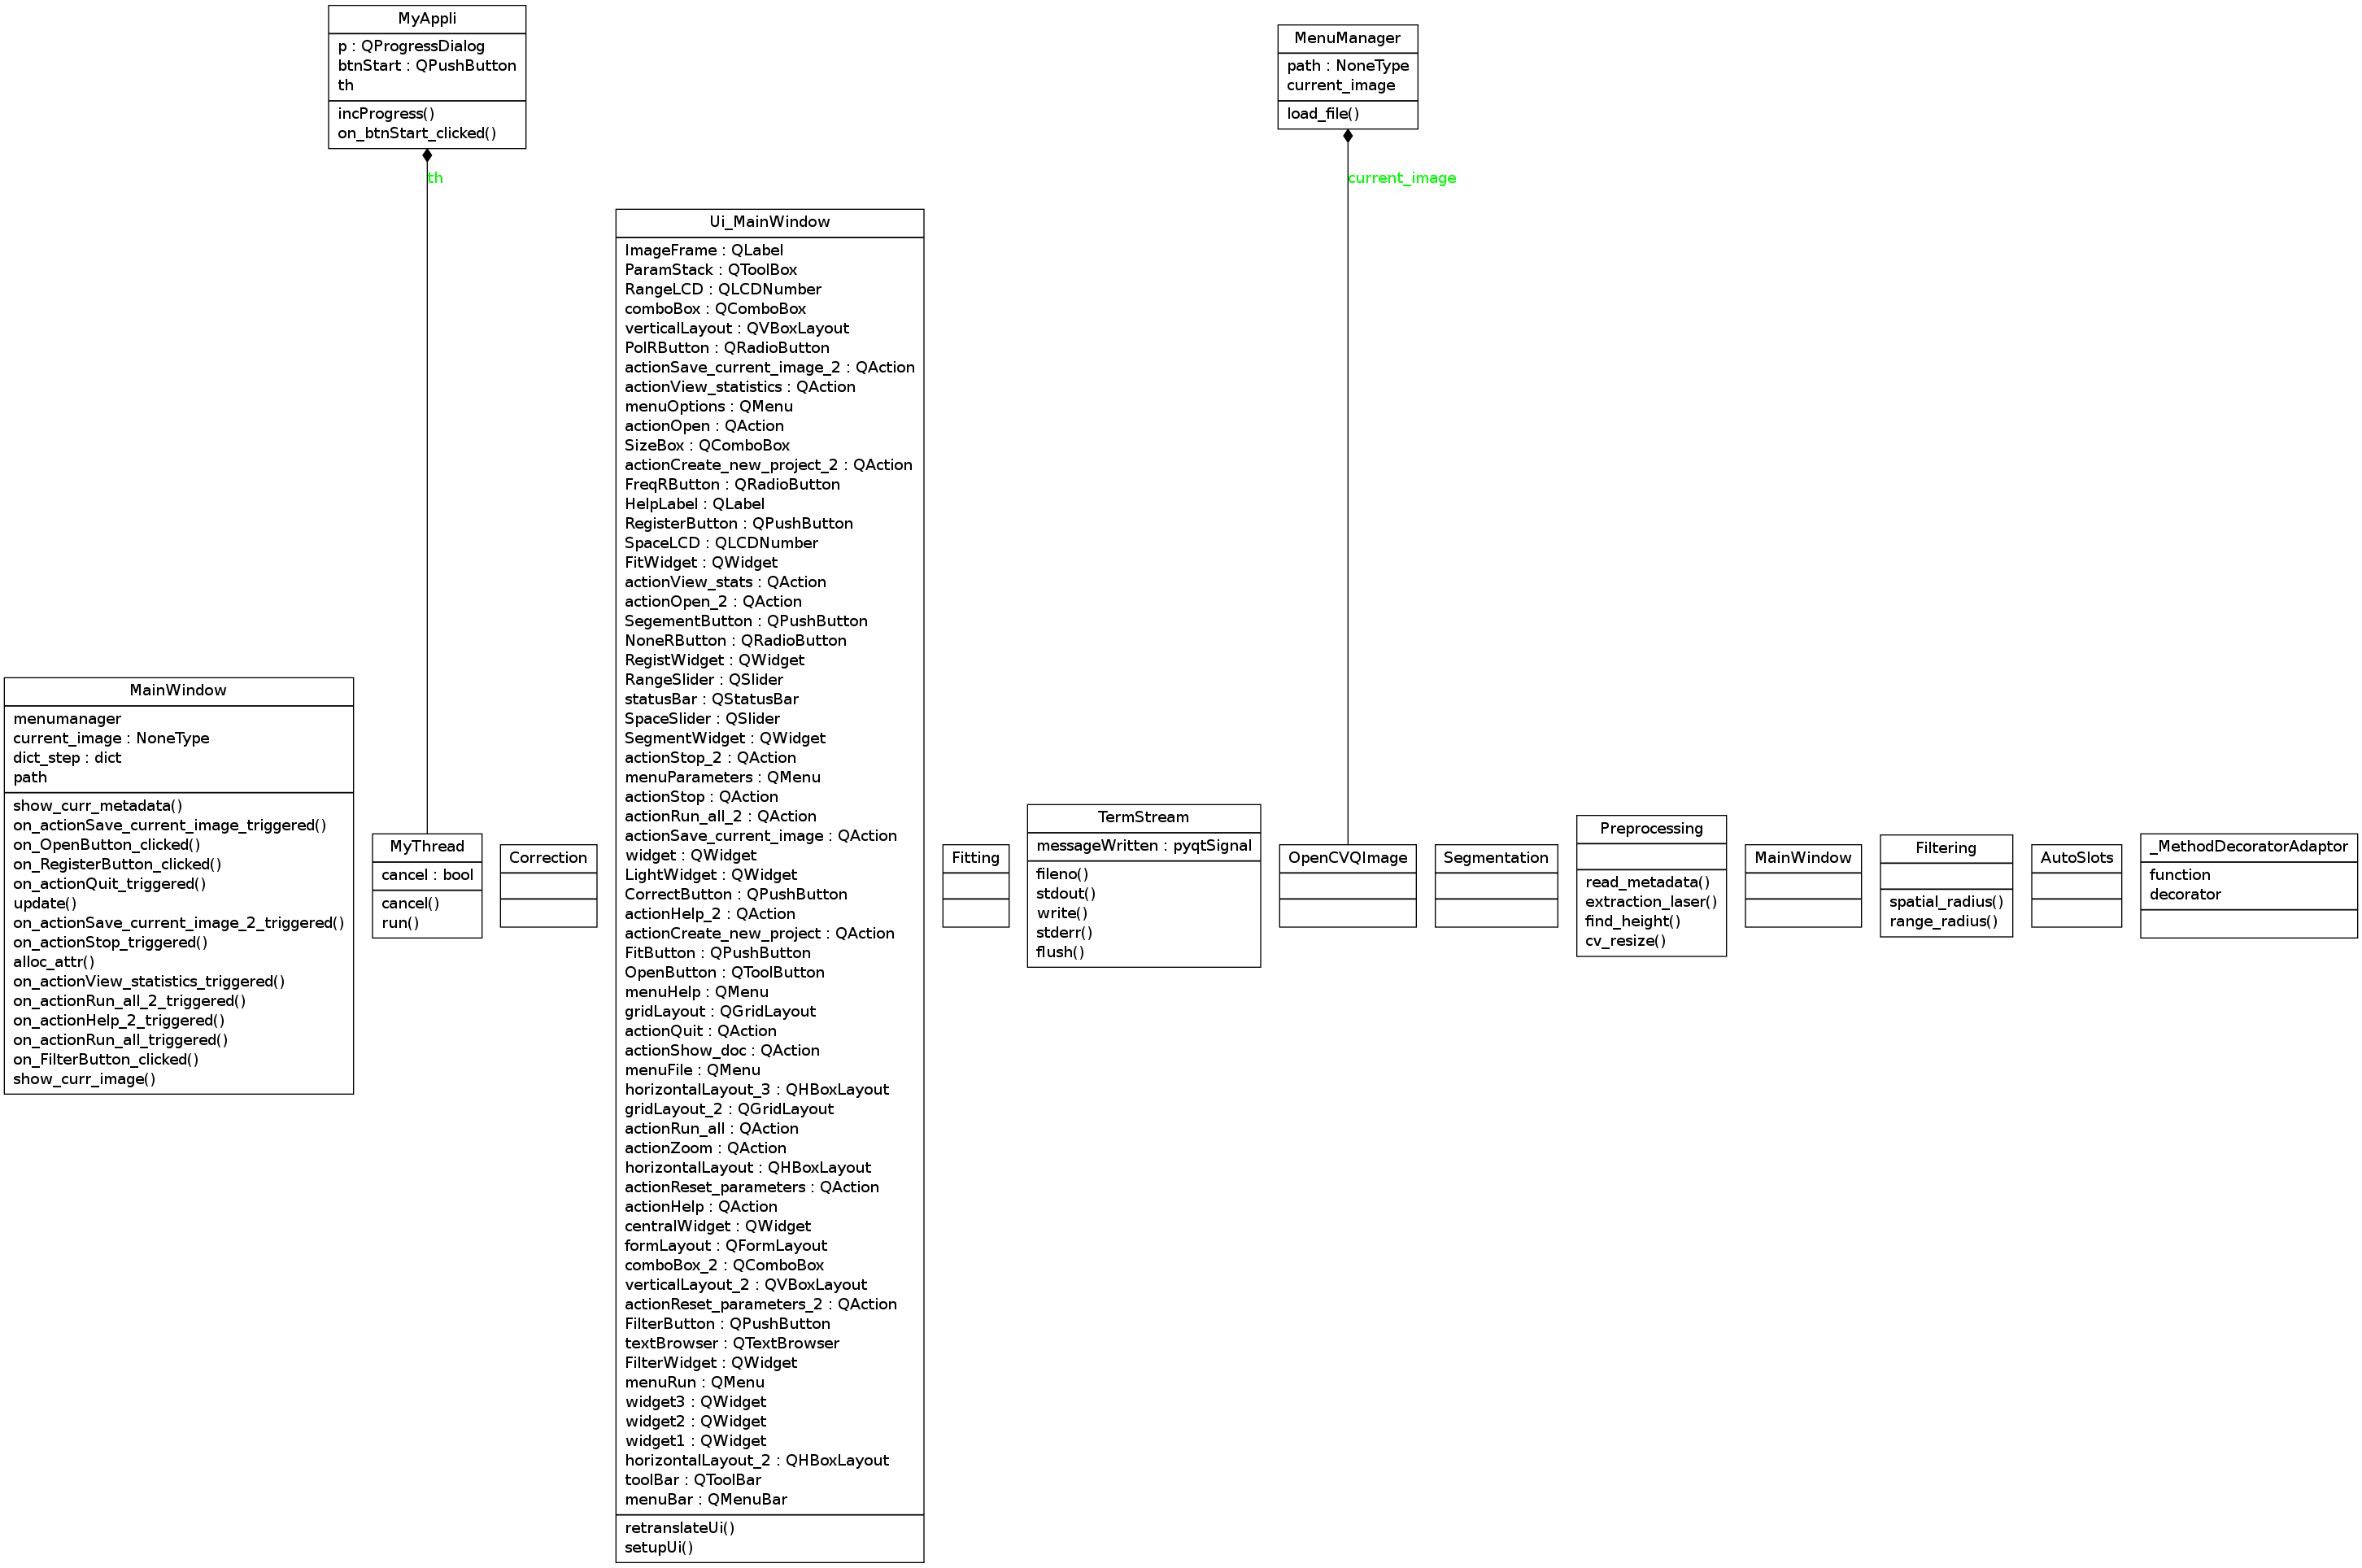 MyAppli
p : QProgressDialog
btnStart : QPushButton
th
incProgress()
on_btnStart_clicked()
th
MenuManager
path : NoneType
current_image
load_file()
current_image
MainWindow
menumanager
current_image : NoneType
dict_step : dict
path
show_curr_metadata()
on_actionSave_current_image_triggered()
on_OpenButton_clicked()
on_RegisterButton_clicked()
on_actionQuit_triggered()
update()
on_actionSave_current_image_2_triggered()
on_actionStop_triggered()
alloc_attr()
on_actionView_statistics_triggered()
on_actionRun_all_2_triggered()
on_actionHelp_2_triggered()
on_actionRun_all_triggered()
on_FilterButton_clicked()
show_curr_image()
MyThread
cancel : bool
cancel()
run()
Correction
Ui_MainWindow
ImageFrame : QLabel
ParamStack : QToolBox
RangeLCD : QLCDNumber
comboBox : QComboBox
verticalLayout : QVBoxLayout
PolRButton : QRadioButton
actionSave_current_image_2 : QAction
actionView_statistics : QAction
menuOptions : QMenu
actionOpen : QAction
SizeBox : QComboBox
actionCreate_new_project_2 : QAction
FreqRButton : QRadioButton
HelpLabel : QLabel
RegisterButton : QPushButton
SpaceLCD : QLCDNumber
FitWidget : QWidget
actionView_stats : QAction
actionOpen_2 : QAction
SegementButton : QPushButton
NoneRButton : QRadioButton
RegistWidget : QWidget
RangeSlider : QSlider
statusBar : QStatusBar
SpaceSlider : QSlider
SegmentWidget : QWidget
actionStop_2 : QAction
menuParameters : QMenu
actionStop : QAction
actionRun_all_2 : QAction
actionSave_current_image : QAction
widget : QWidget
LightWidget : QWidget
CorrectButton : QPushButton
actionHelp_2 : QAction
actionCreate_new_project : QAction
FitButton : QPushButton
OpenButton : QToolButton
menuHelp : QMenu
gridLayout : QGridLayout
actionQuit : QAction
actionShow_doc : QAction
menuFile : QMenu
horizontalLayout_3 : QHBoxLayout
gridLayout_2 : QGridLayout
actionRun_all : QAction
actionZoom : QAction
horizontalLayout : QHBoxLayout
actionReset_parameters : QAction
actionHelp : QAction
centralWidget : QWidget
formLayout : QFormLayout
comboBox_2 : QComboBox
verticalLayout_2 : QVBoxLayout
actionReset_parameters_2 : QAction
FilterButton : QPushButton
textBrowser : QTextBrowser
FilterWidget : QWidget
menuRun : QMenu
widget3 : QWidget
widget2 : QWidget
widget1 : QWidget
horizontalLayout_2 : QHBoxLayout
toolBar : QToolBar
menuBar : QMenuBar
retranslateUi()
setupUi()
Fitting
TermStream
messageWritten : pyqtSignal
fileno()
stdout()
write()
stderr()
flush()
OpenCVQImage
Segmentation
Preprocessing
read_metadata()
extraction_laser()
find_height()
cv_resize()
MainWindow
Filtering
spatial_radius()
range_radius()
AutoSlots
_MethodDecoratorAdaptor
function
decorator